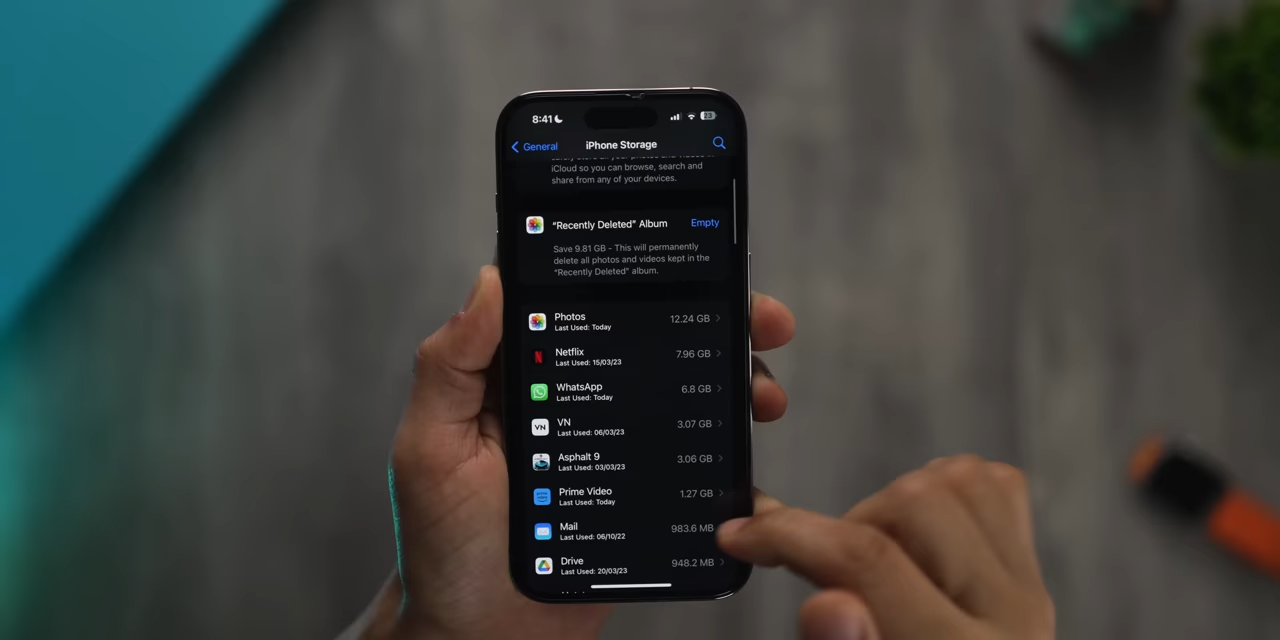 8:41
23
General
iPhone Storage
iCloud so you can browse, search and
share from any of your devices.
“Recently Deleted” Album
Empty
Save 9.81 GB - This will permanently
delete all photos and videos kept in the
“Recently Deleted” album.
Photos
12.24 GB
Last Used: Today
Netflix
7.96 GB
Last Used: 15/03/23
WhatsApp
6.8 GB
Last Used: Today
VN
VN
3.07 GB
Last Used: 06/03/23
Asphalt 9
3.06 GB
Last Used: 03/03/23
Prime Video
1.27 GB
Last Used: Today
Mail
983.6 MB
Last Used: 06/10/22
Drive
948.2 MB
Last Used: 20/03/23